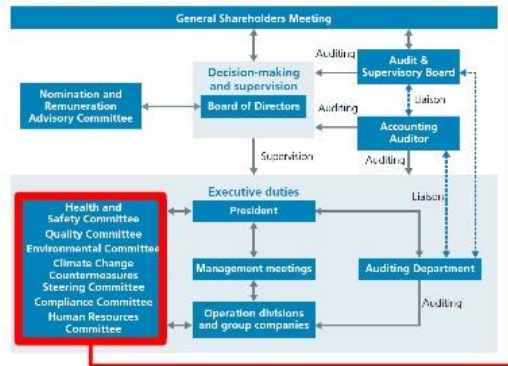 General Shareholders Meeting
Auditing
Audit &
Supervisory Board
Decision-making
and supervision
Board of Directors
Nomination and
Remuneration
Advisory Committee
Liaison
Auditing
Accounting
Auditor
Supervision
Auditing
Executive duties
Liaison
Health and
Safety Committee
Quality Committee
Environmental Committee
Climate Change
Countermeasures
Steering Committee
Compliance Committee
Human Resources
Committee
President
Management meetings
Auditing Department
Auditing
Operation divisions
and group companies